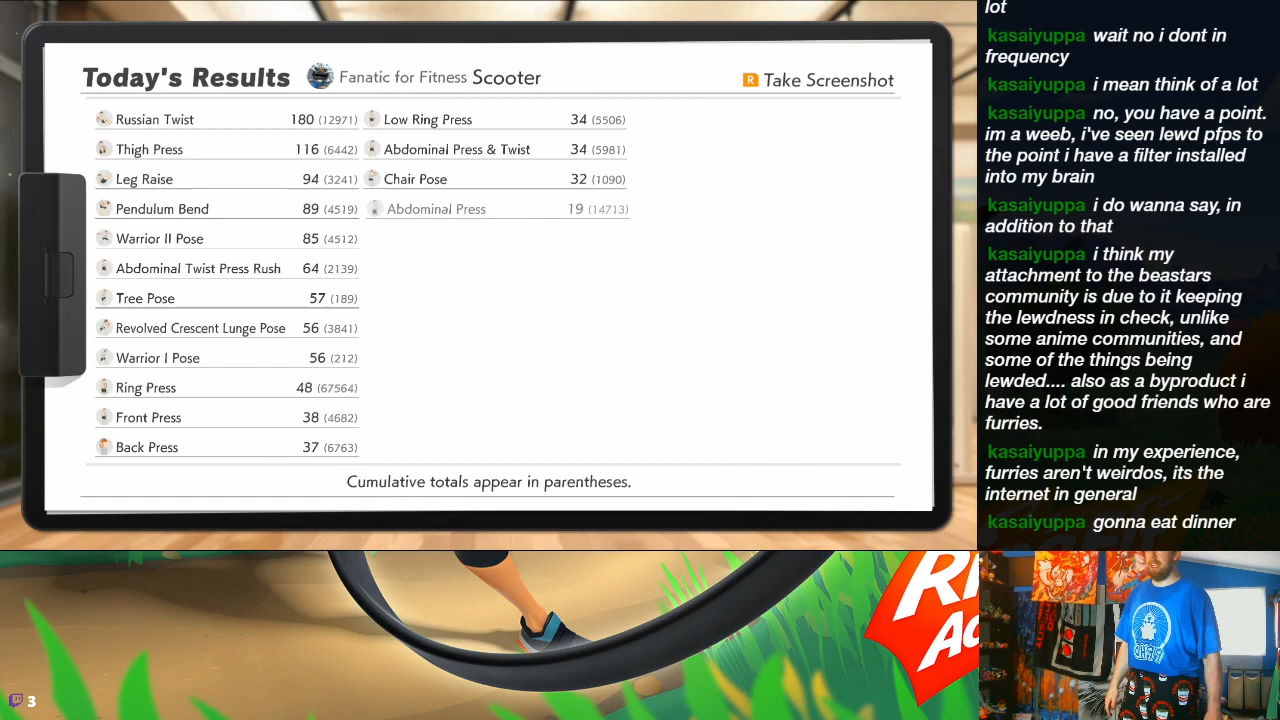 Today's Results Fanatic for Fitness Scooter R Take Screenshot
Russian Twist 180 (12971)
Thigh Press 116 (6442)
Leg Raise 94 (3241)
Pendulum Bend 89 (4519)
Warrior II Pose 85 (4512)
Abdominal Twist Press Rush 64 (2139)
Tree Pose 57 (189)
Revolved Crescent Lunge Pose 56 (3841)
Warrior I Pose 56 (212)
Ring Press 48 (67564)
Front Press 38 (4682)
Back Press 37 (6763)
Low Ring Press 34 (5506)
Abdominal Press & Twist 34 (5981)
Chair Pose 32 (1090)
Abdominal Press 19 (14713)
Cumulative totals appear in parentheses.
lot
kasaiyuppa wait no i dont in
frequency
kasaiyuppa i mean think of a lot
kasaiyuppa no, you have a point.
im a weeb, i've seen lewd pfps to
the point i have a filter installed
into my brain
kasaiyuppa i do wanna say, in
addition to that
kasaiyuppa i think my
attachment to the beastars
community is due to it keeping
the lewdness in check, unlike
some anime communities, and
some of the things being
lewded.... also as a byproduct i
have a lot of good friends who are
furries.
kasaiyuppa in my experience,
furries aren't weirdos, its the
internet in general
kasaiyuppa gonna eat dinner
3